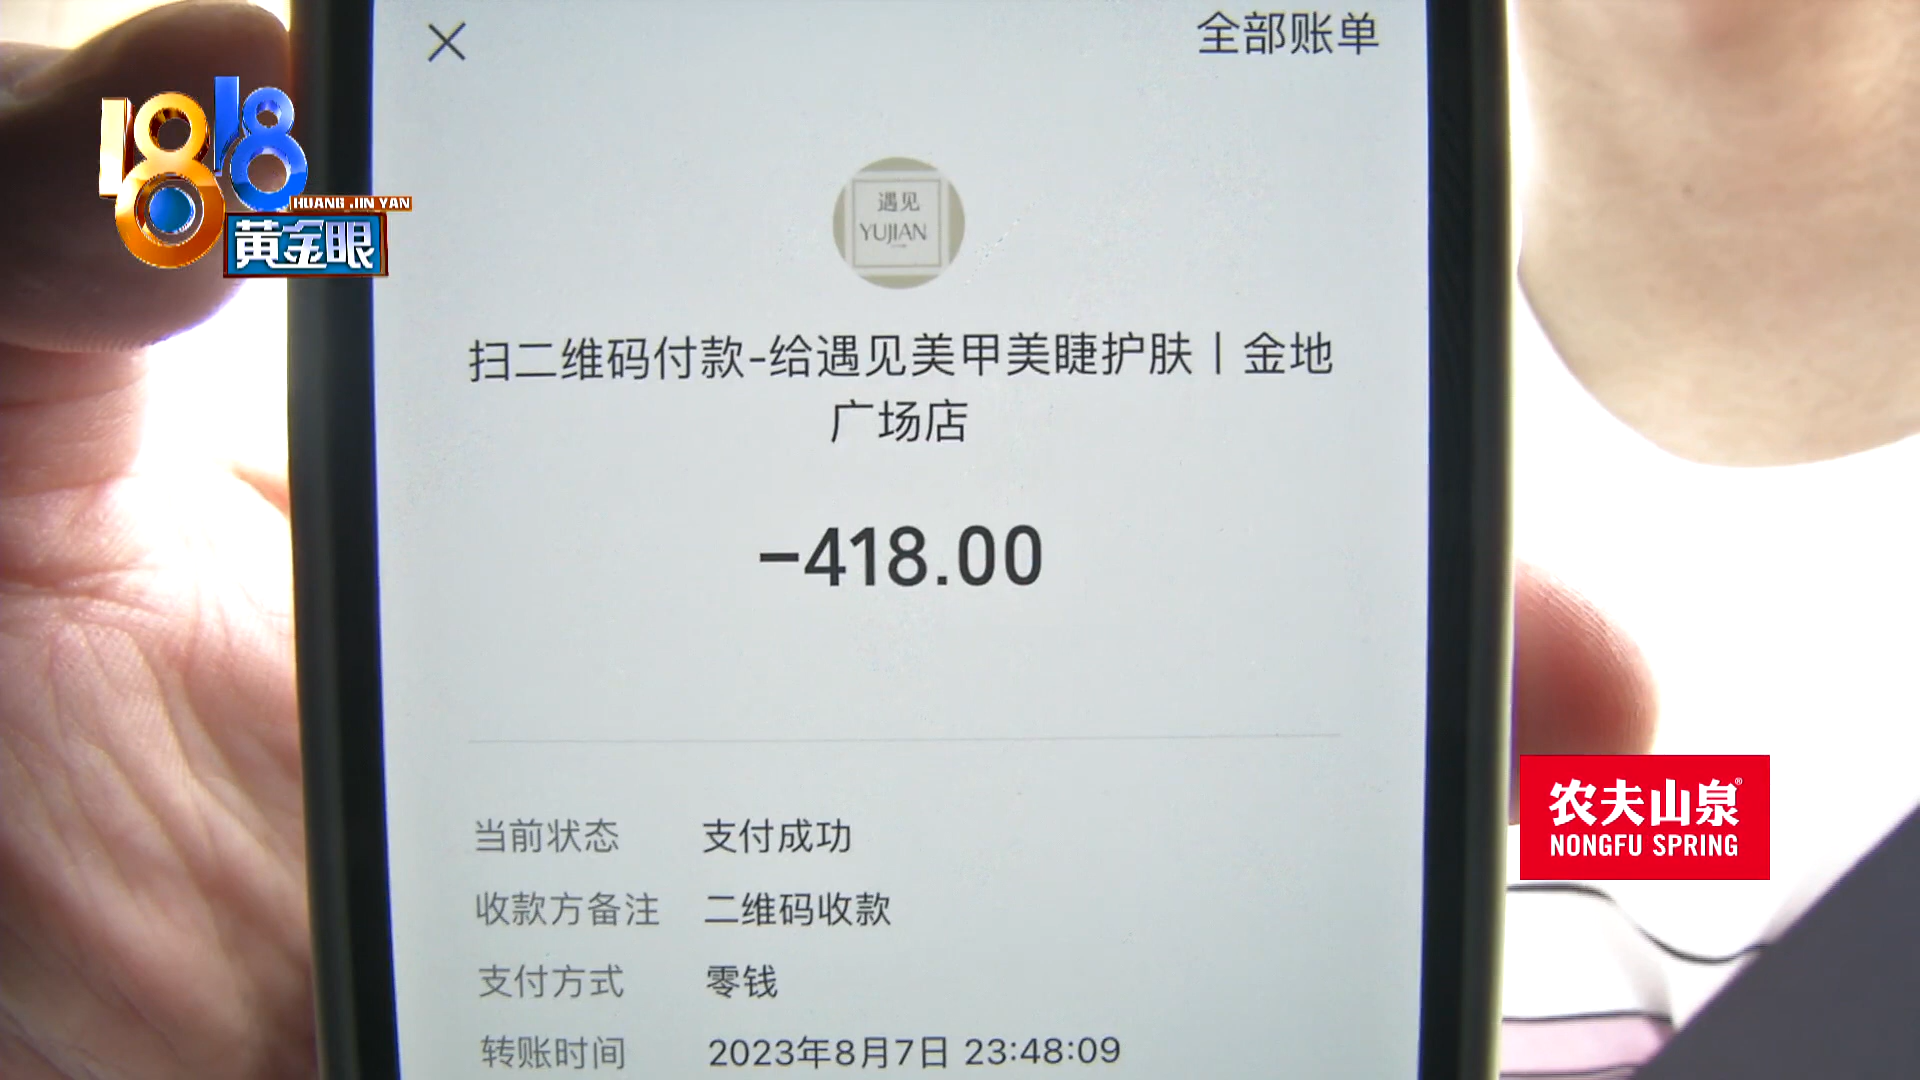 全部账单
1818
HUANG JIN YAN
黄金眼
遇见
YUJIAN
扫二维码付款-给遇见美甲美睫护肤丨金地
广场店
-418.00
当前状态 支付成功
收款方备注 二维码收款
支付方式 零钱
转账时间 2023年8月7日 23:48:09
农夫山泉®
NONGFU SPRING